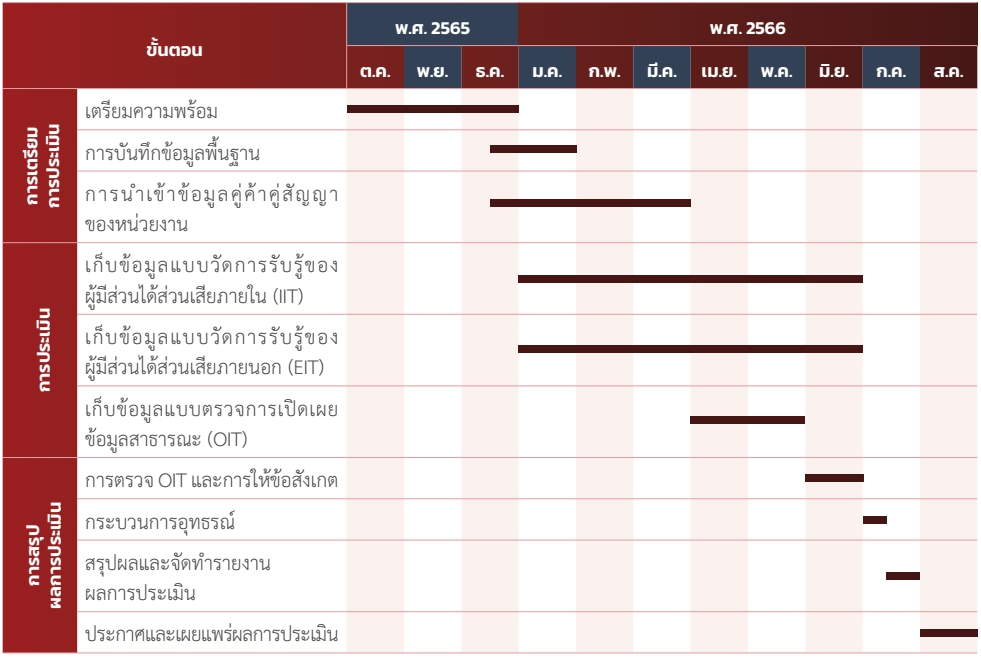 ขั้นตอน
พ.ศ. 2565
พ.ศ. 2566
ต.ค.
พ.ย.
ธ.ค.
ม.ค.
ก.พ.
มี.ค.
เม.ย.
พ.ค.
มิ.ย.
ก.ค.
ส.ค.
การเตรียม
การประเมิน
เตรียมความพร้อม
การบันทึกข้อมูลพื้นฐาน
การนำเข้าข้อมูลคู่ค้าคู่สัญญา
ของหน่วยงาน
การประเมิน
เก็บข้อมูลแบบวัดการรับรู้ของ
ผู้มีส่วนได้ส่วนเสียภายใน (IIT)
เก็บข้อมูลแบบวัดการรับรู้ของ
ผู้มีส่วนได้ส่วนเสียภายนอก (EIT)
เก็บข้อมูลแบบตรวจการเปิดเผย
ข้อมูลสาธารณะ (OIT)
การสรุป
ผลการประเมิน
การตรวจ OIT และการให้ข้อสังเกต
กระบวนการอุทธรณ์
สรุปผลและจัดทำรายงาน
ผลการประเมิน
ประกาศและเผยแพร่ผลการประเมิน